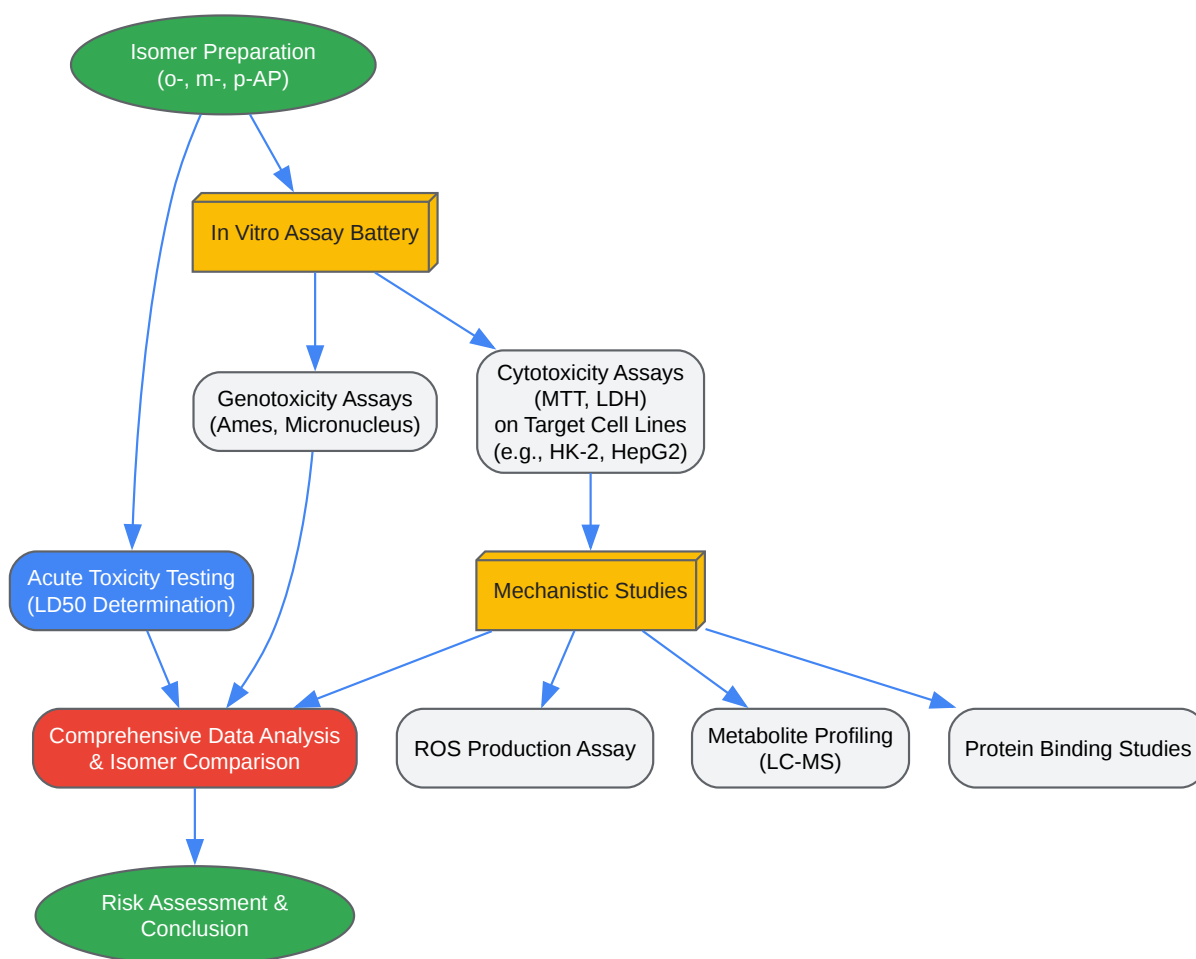 Isomer Preparation
(o-, m-, p-AP)
In Vitro Assay Battery
Genotoxicity Assays
(Ames, Micronucleus)
Cytotoxicity Assays
(MTT, LDH)
on Target Cell Lines
(e.g., HK-2, HepG2)
Acute Toxicity Testing
(LD50 Determination)
Mechanistic Studies
Comprehensive Data Analysis
& Isomer Comparison
ROS Production Assay
Metabolite Profiling
(LC-MS)
Protein Binding Studies
Risk Assessment &
Conclusion